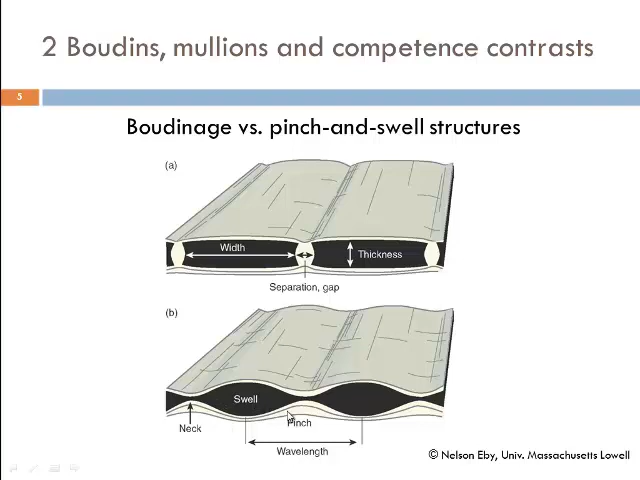 2 Boudins, mullions and competence contrasts
5
Boudinage vs. pinch-and-swell structures
(a)
Width
Thickness
Separation, gap
(b)
Swell
Neck
Pinch
Wavelength
© Nelson Eby, Univ. Massachusetts Lowell